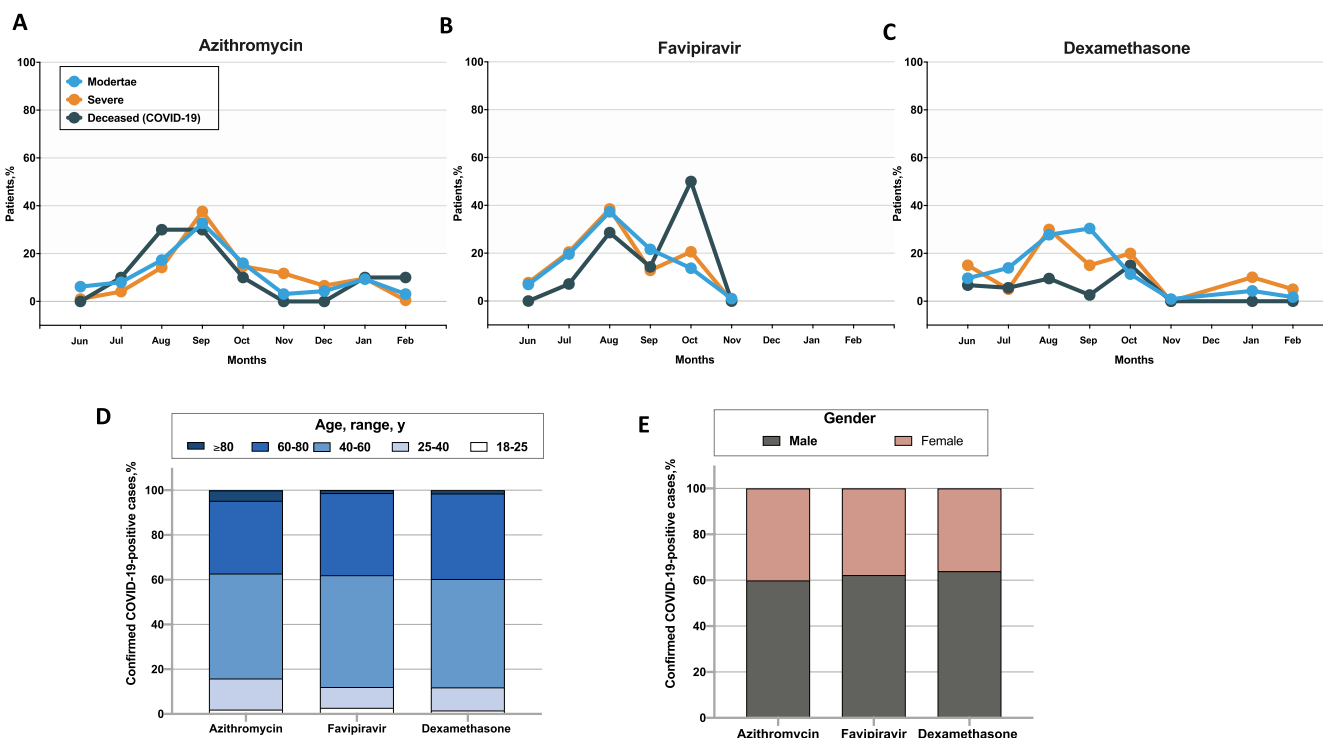 A
Azithromycin
Modertae
Severe
Deceased (COVID-19)
100
80
60
40
20
0
Patients,%
Jun Jul Aug Sep Oct Nov Dec Jan Feb
Months
B
Favipiravir
100
80
60
40
20
0
Patients,%
Jun Jul Aug Sep Oct Nov Dec Jan Feb
Months
C
Dexamethasone
100
80
60
40
20
0
Patients,%
Jun Jul Aug Sep Oct Nov Dec Jan Feb
Months
D
Age, range, y
≥80 60-80 40-60 25-40 18-25
Confirmed COVID-19-positive cases,%
100
80
60
40
20
0
Azithromycin Favipiravir Dexamethasone
E
Gender
Male Female
Confirmed COVID-19-positive cases,%
100
80
60
40
20
0
Azithromycin Favipiravir Dexamethasone